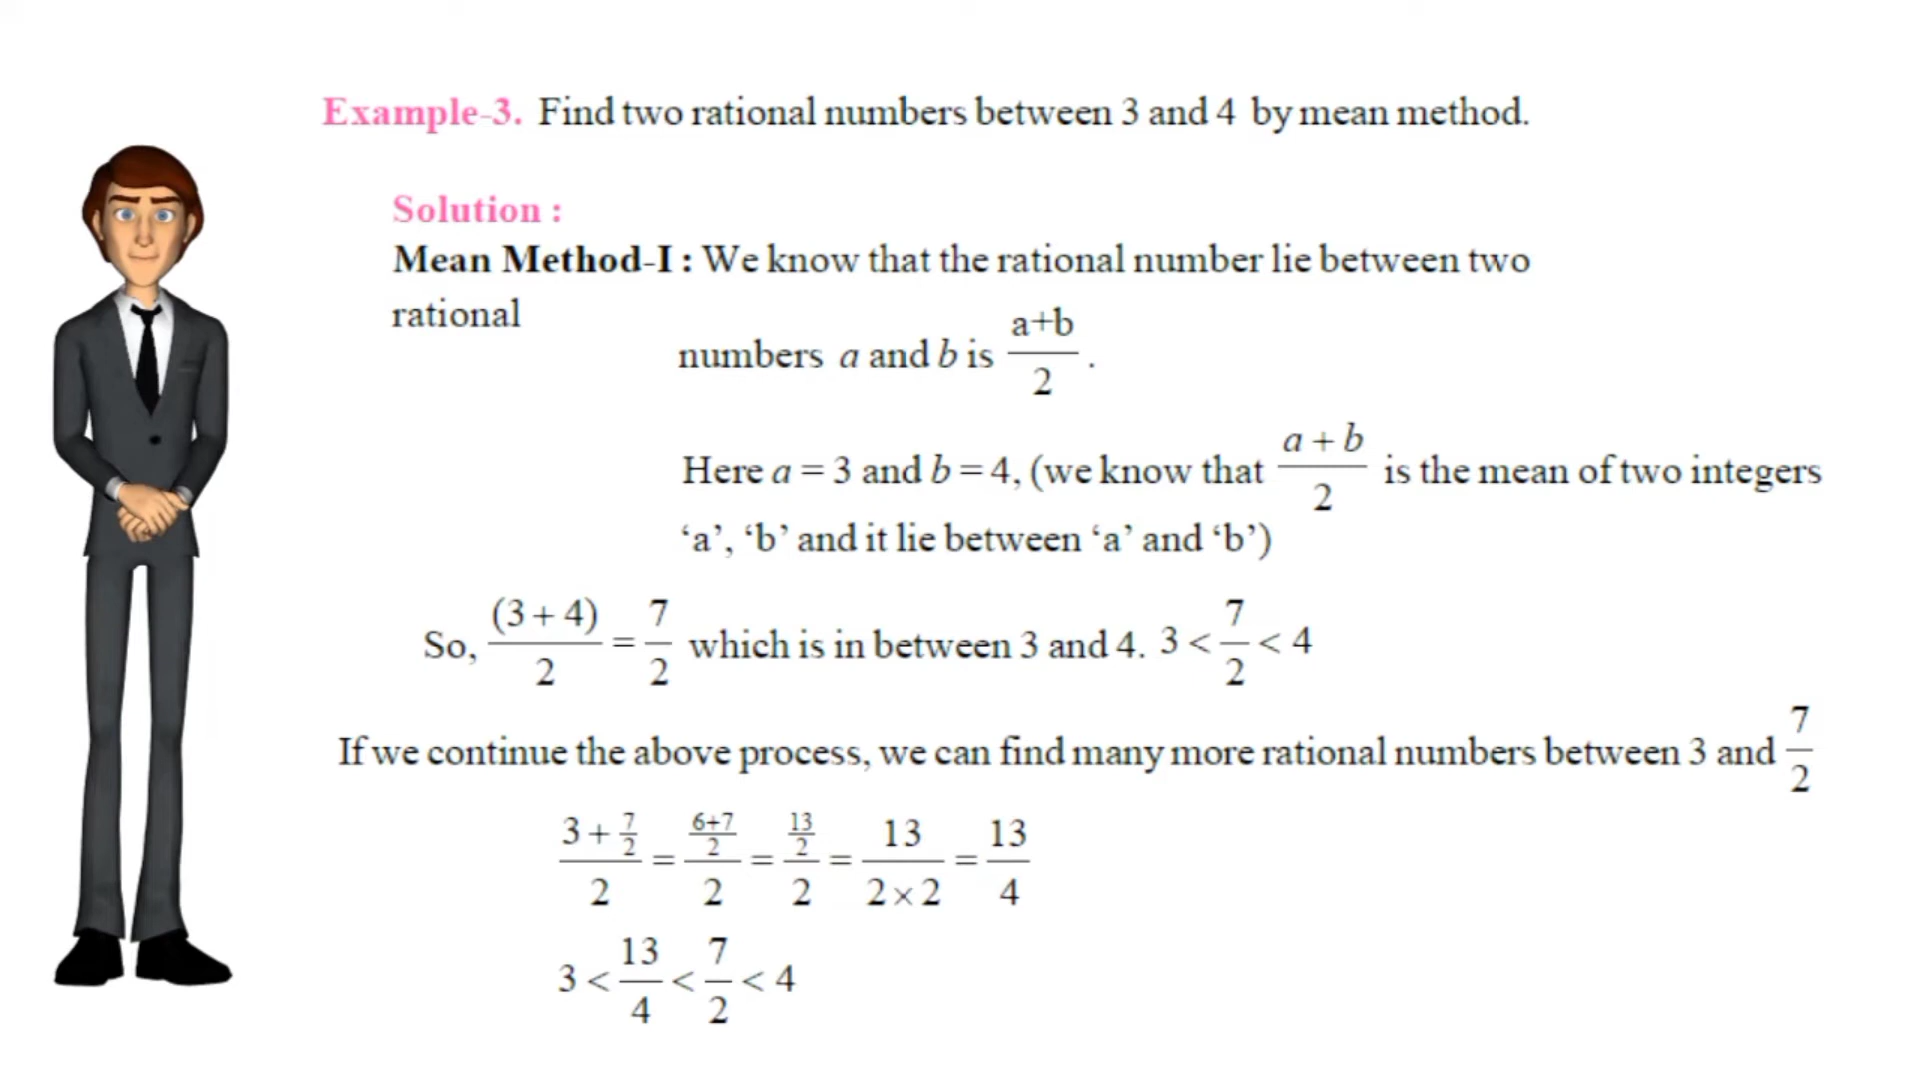 Example-3. Find two rational numbers between 3 and 4 by mean method.
Solution :
Mean Method-I : We know that the rational number lie between two
rational
numbers a and b is (a+b)/2 .
Here a = 3 and b = 4, (we know that (a + b)/2 is the mean of two integers
‘a’, ‘b’ and it lie between ‘a’ and ‘b’)
So, (3 + 4)/2 = 7/2 which is in between 3 and 4. 3 < 7/2 < 4
If we continue the above process, we can find many more rational numbers between 3 and 7/2
(3 + 7/2)/2 = ((6+7)/2)/2 = (13/2)/2 = 13/(2 × 2) = 13/4
3 < 13/4 < 7/2 < 4